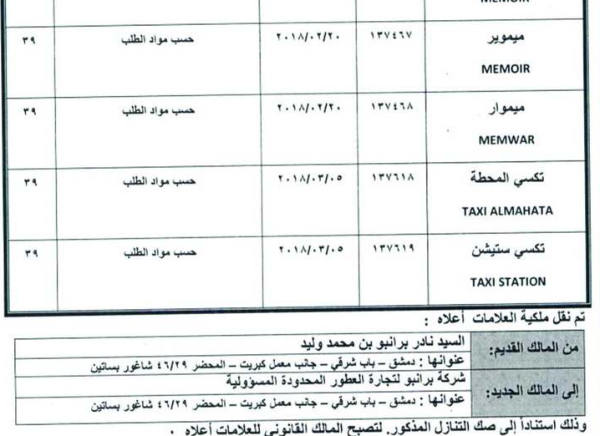 MEMOIR
ميموير ١٣٧٤٦٧ ٢٠١٨/٠٢/٢٠ حسب مواد الطلب ٣٩
MEMOIR
ميموار ١٣٧٤٦٨ ٢٠١٨/٠٢/٢٠ حسب مواد الطلب ٣٩
MEMWAR
تكسي المحطة ١٣٧٦١٨ ٢٠١٨/٠٣/٠٥ حسب مواد الطلب ٣٩
TAXI ALMAHATA
تكسي ستيشن ١٣٧٦١٩ ٢٠١٨/٠٣/٠٥ حسب مواد الطلب ٣٩
TAXI STATION
تم نقل ملكية العلامات أعلاه :
من المالك القديم: السيد نادر برانبو بن محمد وليد
عنوانها : دمشق – باب شرقي – جانب معمل كبريت – المحضر ٤٦/٢٩ شاغور بساتين
إلى المالك الجديد: شركة برانبو لتجارة العطور المحدودة المسؤولية
عنوانها : دمشق – باب شرقي – جانب معمل كبريت – المحضر ٤٦/٢٩ شاغور بساتين
وذلك استناداً إلى صك التنازل المذكور. لتصبح المالك القانوني للعلامات أعلاه .